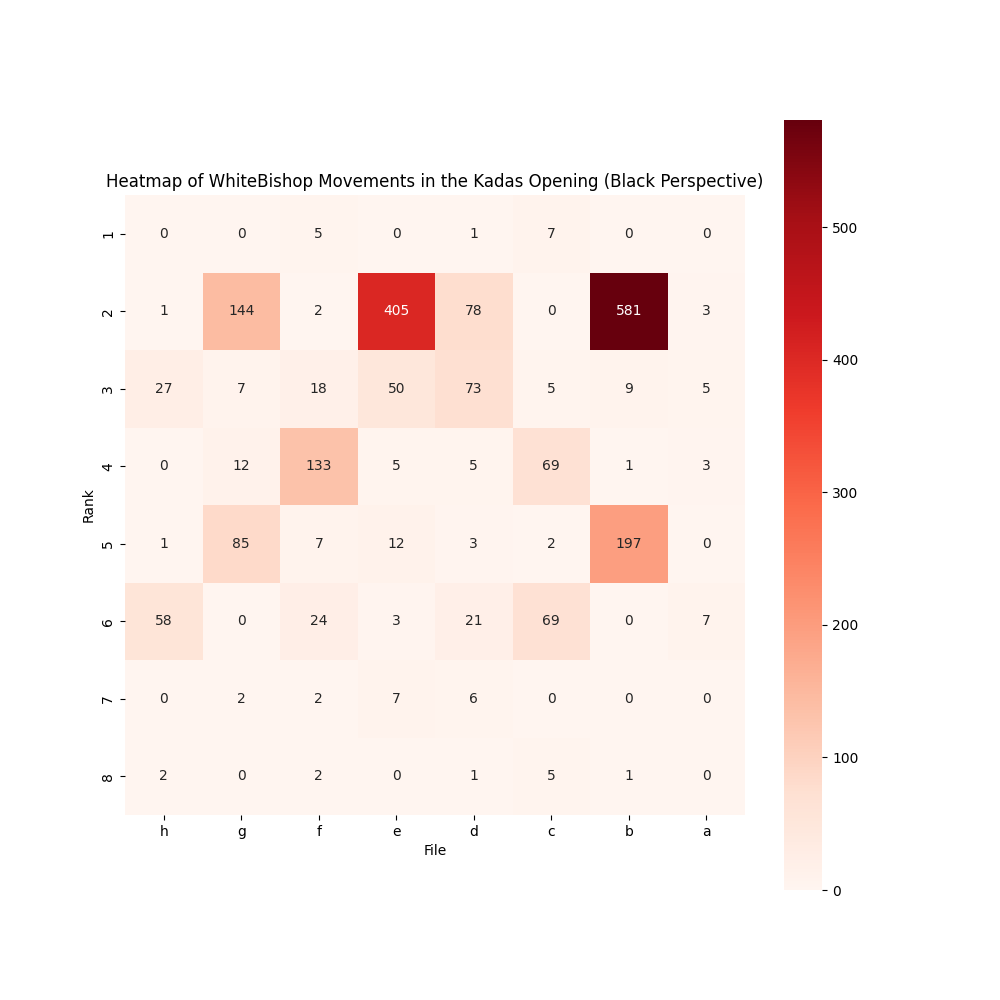 Heatmap of WhiteBishop Movements in the Kadas Opening (Black Perspective)
1 0 0 5 0 1 7 0 0
2 1 144 2 405 78 0 581 3
3 27 7 18 50 73 5 9 5
4 0 12 133 5 5 69 1 3
5 1 85 7 12 3 2 197 0
6 58 0 24 3 21 69 0 7
7 0 2 2 7 6 0 0 0
8 2 0 2 0 1 5 1 0
h g f e d c b a
File
Rank
500
400
300
200
100
0